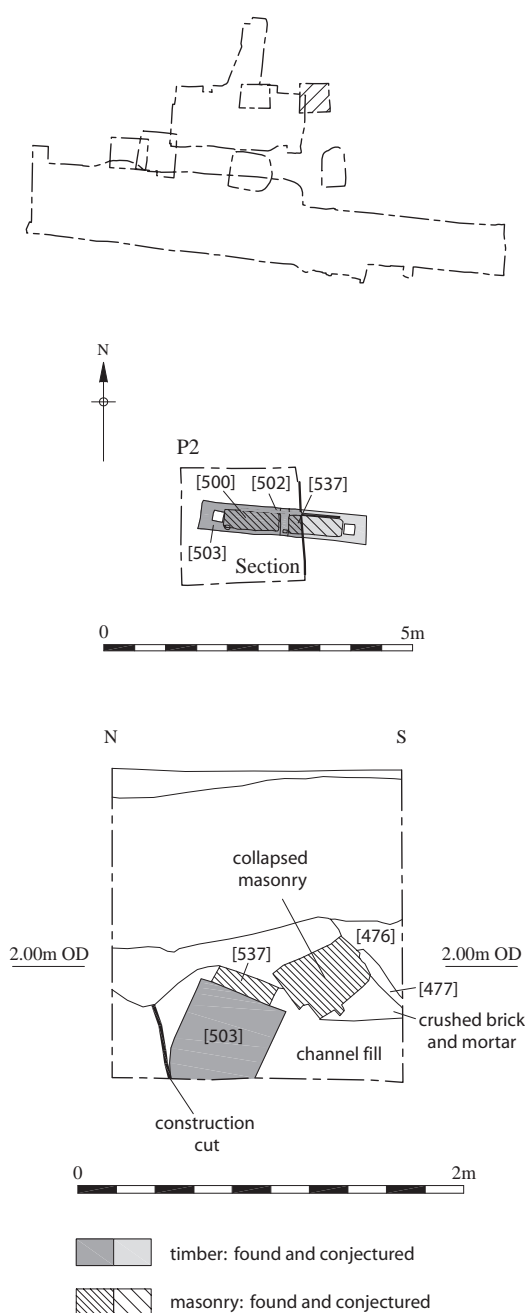 N
P2
[500] [502] [537]
[503]
Section
0 5m
N S
collapsed
masonry
[476]
2.00m OD [537] 2.00m OD
[477]
[503]
crushed brick
and mortar
channel fill
construction
cut
0 2m
timber: found and conjectured
masonry: found and conjectured